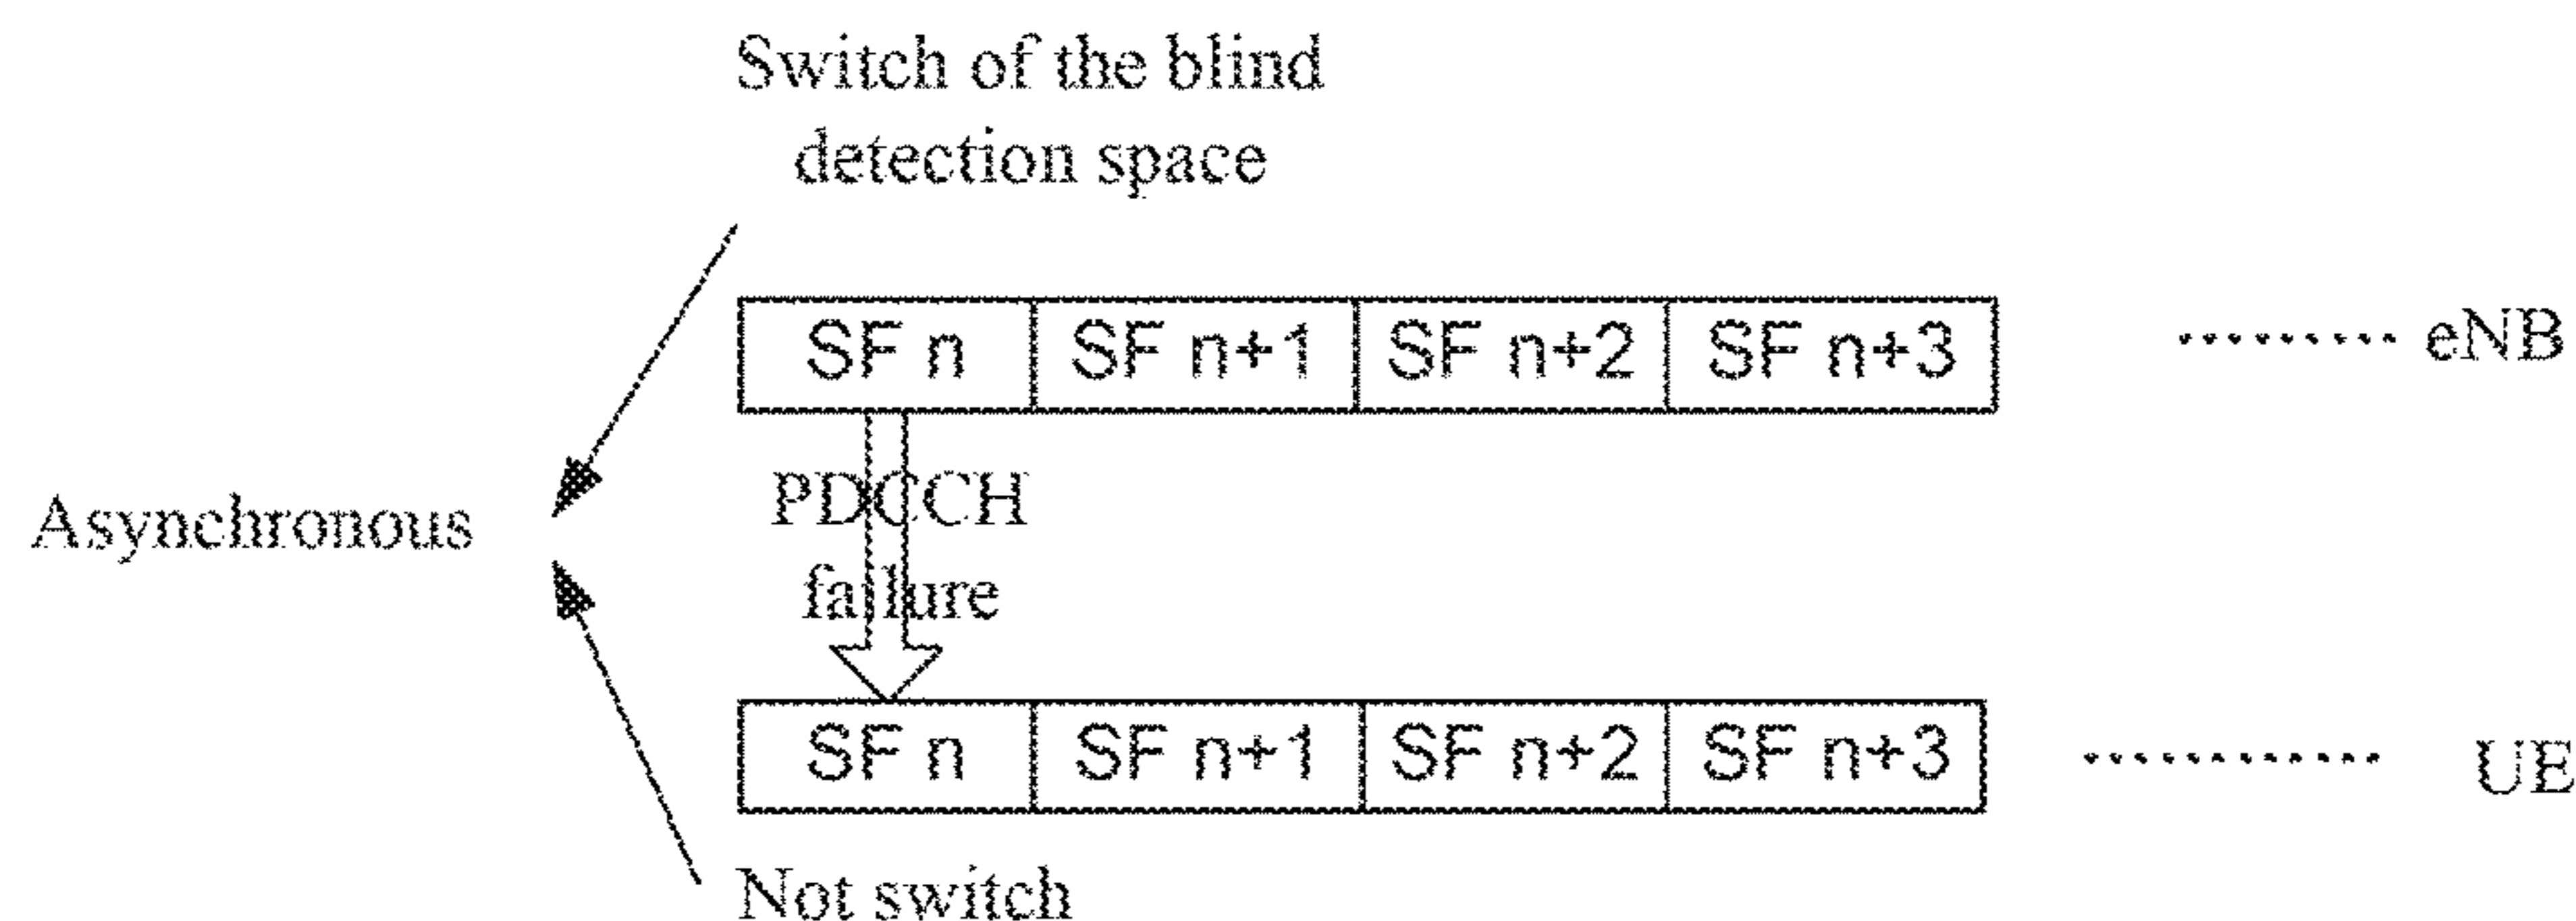 Switch of the blind
detection space
SF n SF n+1 SF n+2 SF n+3 eNB
Asynchronous
PDCCH
failure
SF n SF n+1 SF n+2 SF n+3 UE
Not switch